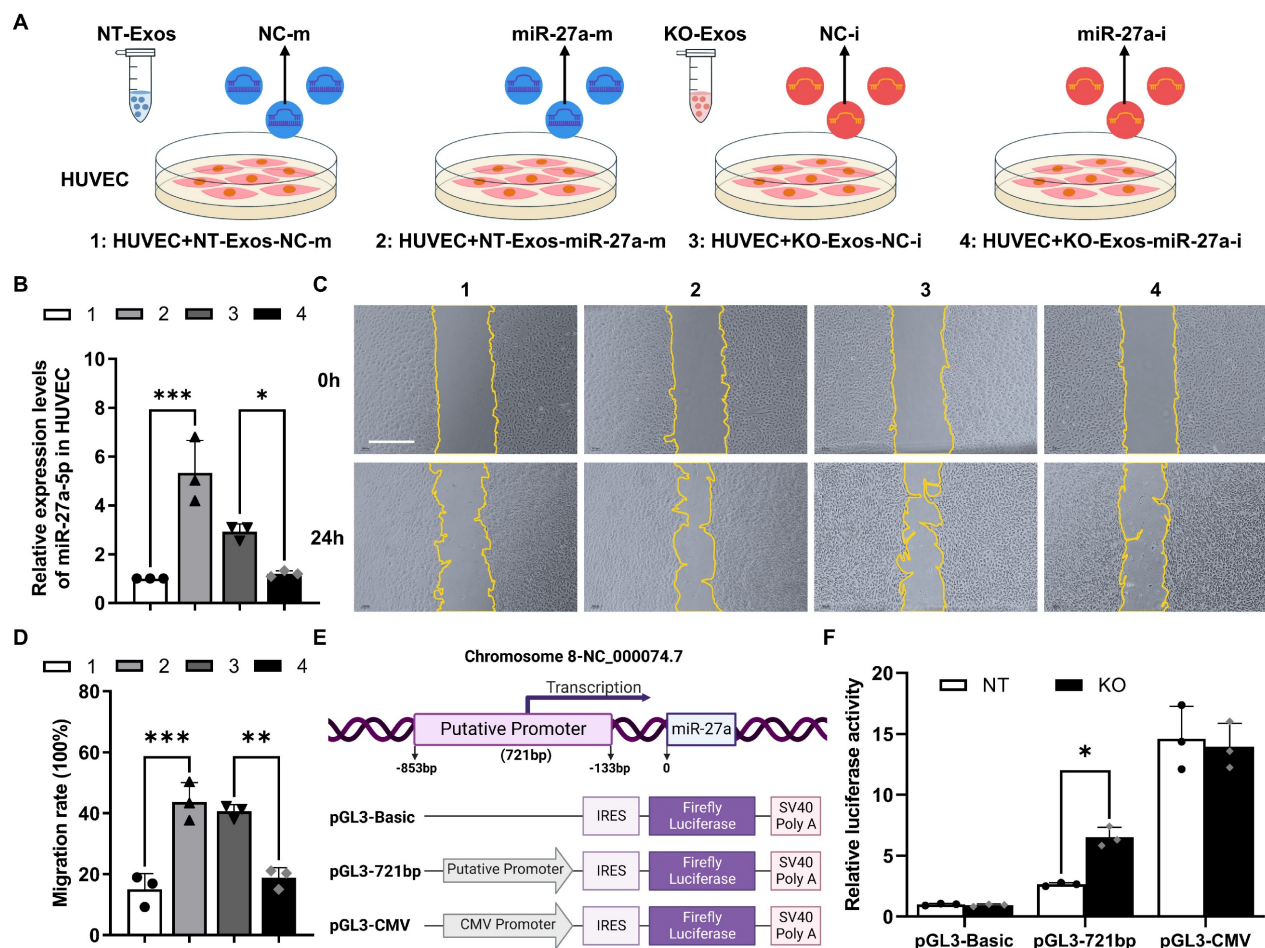 A
NT-Exos
NC-m
miR-27a-m
KO-Exos
NC-i
miR-27a-i
HUVEC
1: HUVEC+NT-Exos-NC-m
2: HUVEC+NT-Exos-miR-27a-m
3: HUVEC+KO-Exos-NC-i
4: HUVEC+KO-Exos-miR-27a-i
B
1 2 3 4
Relative expression levels
of miR-27a-5p in HUVEC
10
8
6
4
2
0
*** *
C
1 2 3 4
0h
24h
D
1 2 3 4
Migration rate (100%)
80
60
40
20
0
*** **
E
Chromosome 8-NC_000074.7
Transcription
Putative Promoter
(721bp)
miR-27a
-853bp
-133bp
0
pGL3-Basic
IRES
Firefly
Luciferase
SV40
Poly A
pGL3-721bp
Putative Promoter
IRES
Firefly
Luciferase
SV40
Poly A
pGL3-CMV
CMV Promoter
IRES
Firefly
Luciferase
SV40
Poly A
F
NT KO
Relative luciferase activity
20
15
10
5
0
*
pGL3-Basic
pGL3-721bp
pGL3-CMV